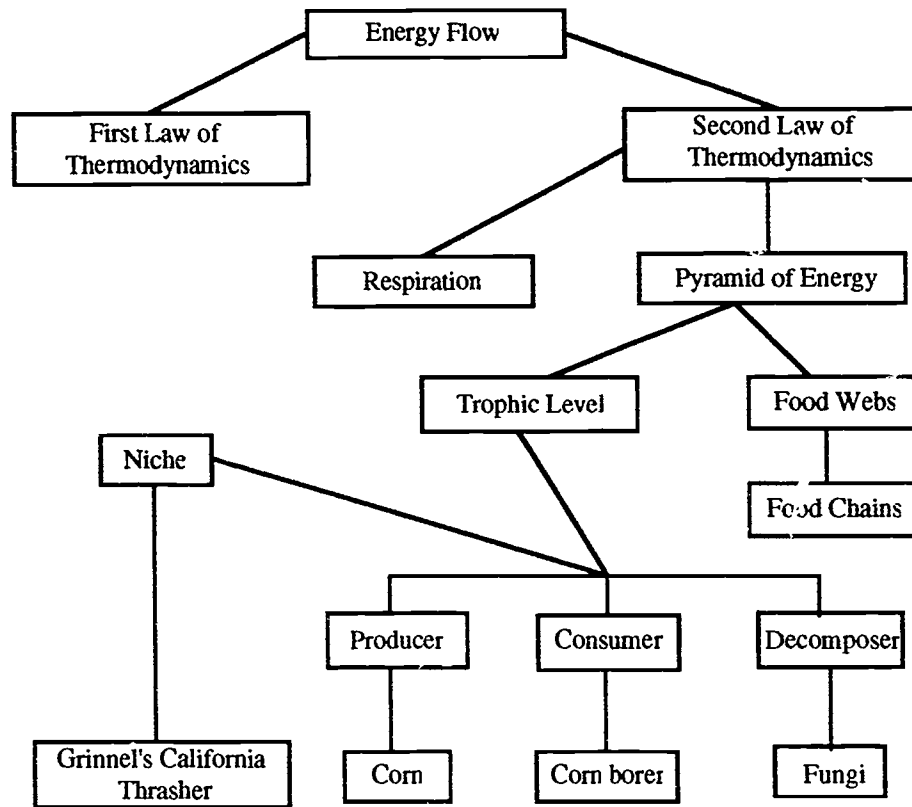 Energy Flow
First Law of
Thermodynamics
Second Law of
Thermodynamics
Respiration
Pyramid of Energy
Trophic Level
Food Webs
Niche
Food Chains
Producer
Consumer
Decomposer
Grinnel's California
Thrasher
Corn
Corn borer
Fungi